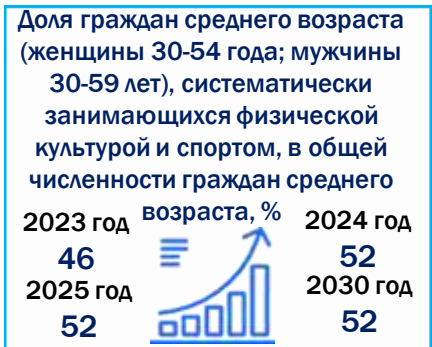 Доля граждан среднего возраста
(женщины 30-54 года; мужчины
30-59 лет), систематически
занимающихся физической
культурой и спортом, в общей
численности граждан среднего
возраста, %
2023 год
46
2024 год
52
2025 год
52
2030 год
52